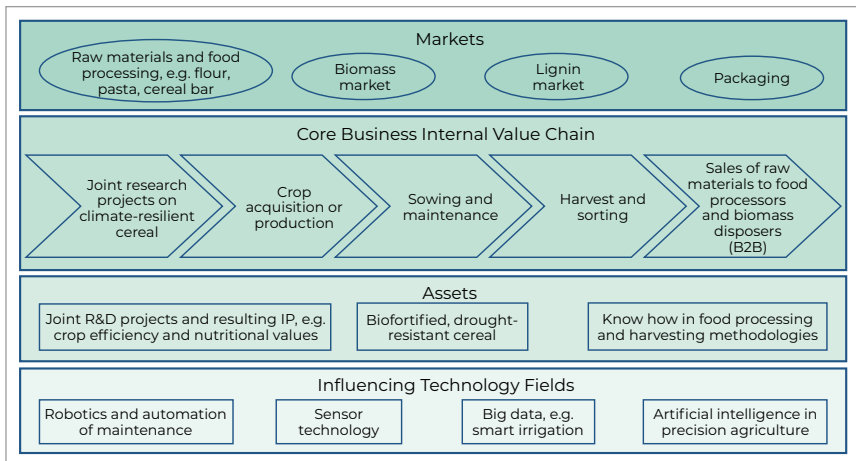 Markets
Raw materials and food
processing, e.g. flour,
pasta, cereal bar
Biomass
market
Lignin
market
Packaging
Core Business Internal Value Chain
Joint research
projects on
climate-resilient
cereal
Crop
acquisition or
production
Sowing and
maintenance
Harvest and
sorting
Sales of raw
materials to food
processors
and biomass
disposers
(B2B)
Assets
Joint R&D projects and resulting IP, e.g.
crop efficiency and nutritional values
Biofortified, drought-
resistant cereal
Know how in food processing
and harvesting methodologies
Influencing Technology Fields
Robotics and automation
of maintenance
Sensor
technology
Big data, e.g.
smart irrigation
Artificial intelligence in
precision agriculture